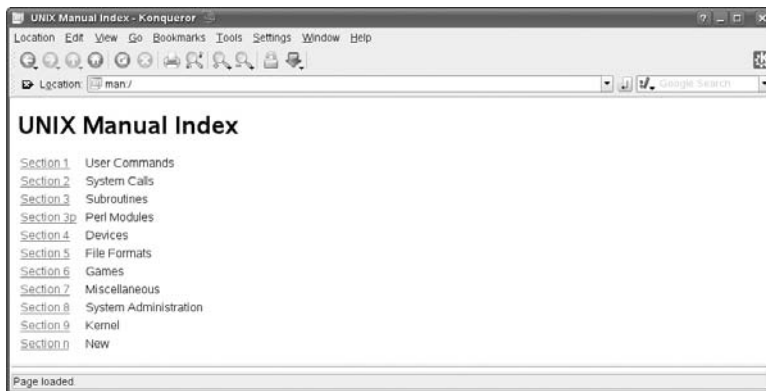 UNIX Manual Index - Konqueror
Location Edit View Go Bookmarks Tools Settings Window Help
Location: man:/ Google Search
UNIX Manual Index
Section 1 User Commands
Section 2 System Calls
Section 3 Subroutines
Section 3p Perl Modules
Section 4 Devices
Section 5 File Formats
Section 6 Games
Section 7 Miscellaneous
Section 8 System Administration
Section 9 Kernel
Section n New
Page loaded.